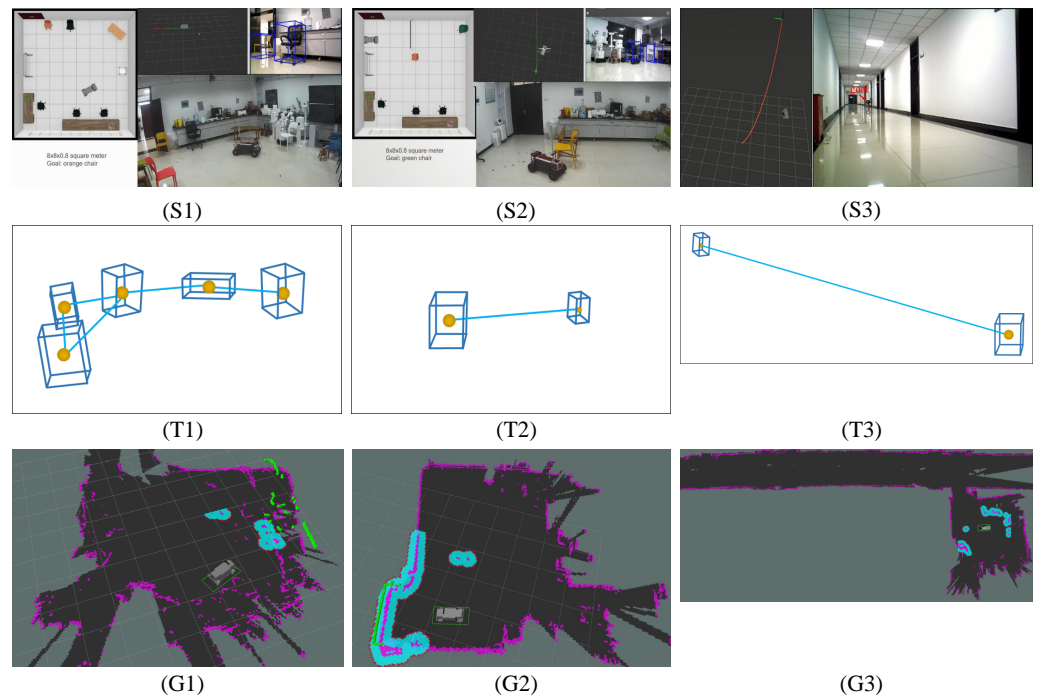 8x8x0.8 square meter
Goal: orange chair
8x8x0.8 square meter
Goal: green chair
(S1)
(S2)
(S3)
(T1)
(T2)
(T3)
(G1)
(G2)
(G3)